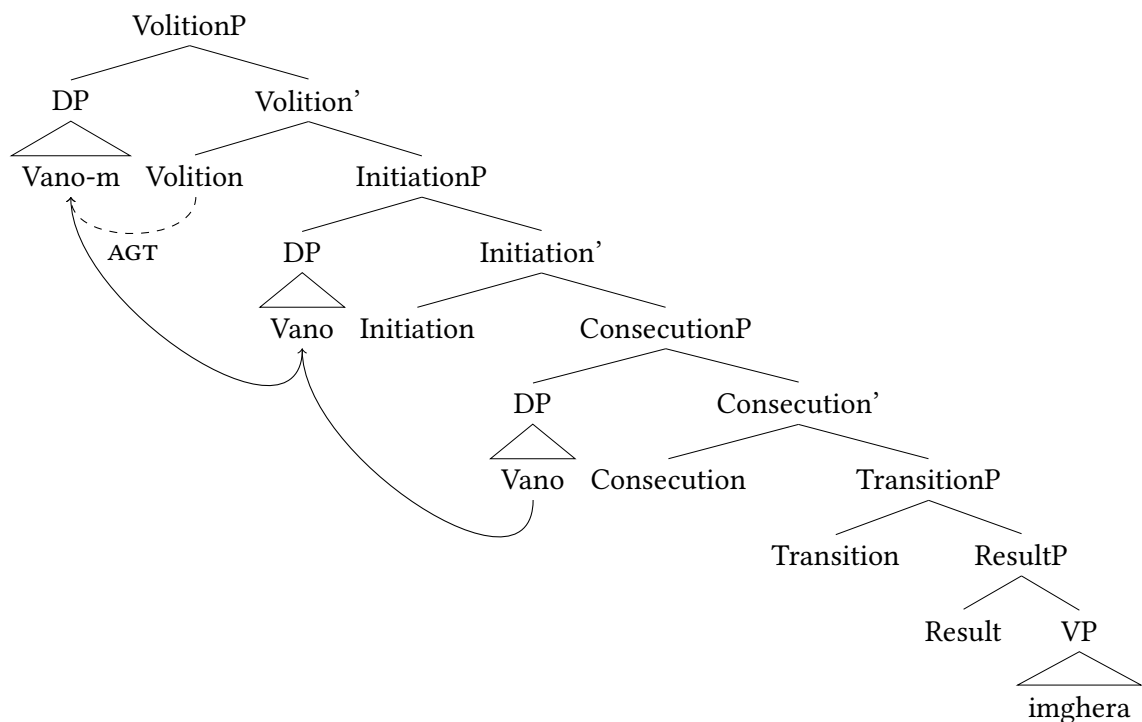 VolitionP
DP Volition’
Vano-m Volition InitiationP
AGT DP Initiation’
Vano Initiation ConsecutionP
DP Consecution’
Vano Consecution TransitionP
Transition ResultP
Result VP
imghera